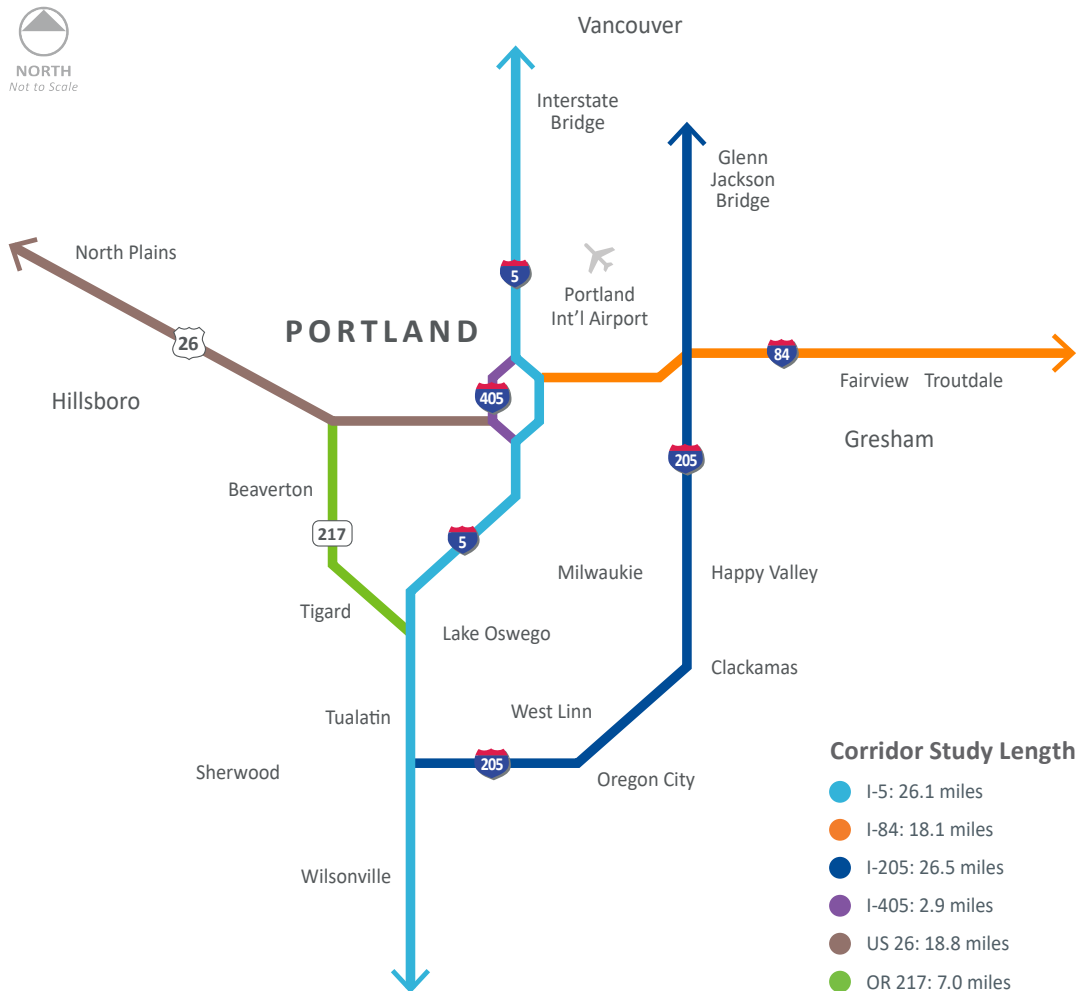 Vancouver
NORTH
Not to Scale
Interstate
Bridge
Glenn
Jackson
Bridge
North Plains
5
Portland
Int'l Airport
PORTLAND
26
84
Fairview Troutdale
Hillsboro
405
Gresham
205
Beaverton
217
5
Milwaukie
Happy Valley
Tigard
Lake Oswego
Clackamas
West Linn
Tualatin
Sherwood
205
Oregon City
Wilsonville
Corridor Study Length
I-5: 26.1 miles
I-84: 18.1 miles
I-205: 26.5 miles
I-405: 2.9 miles
US 26: 18.8 miles
OR 217: 7.0 miles